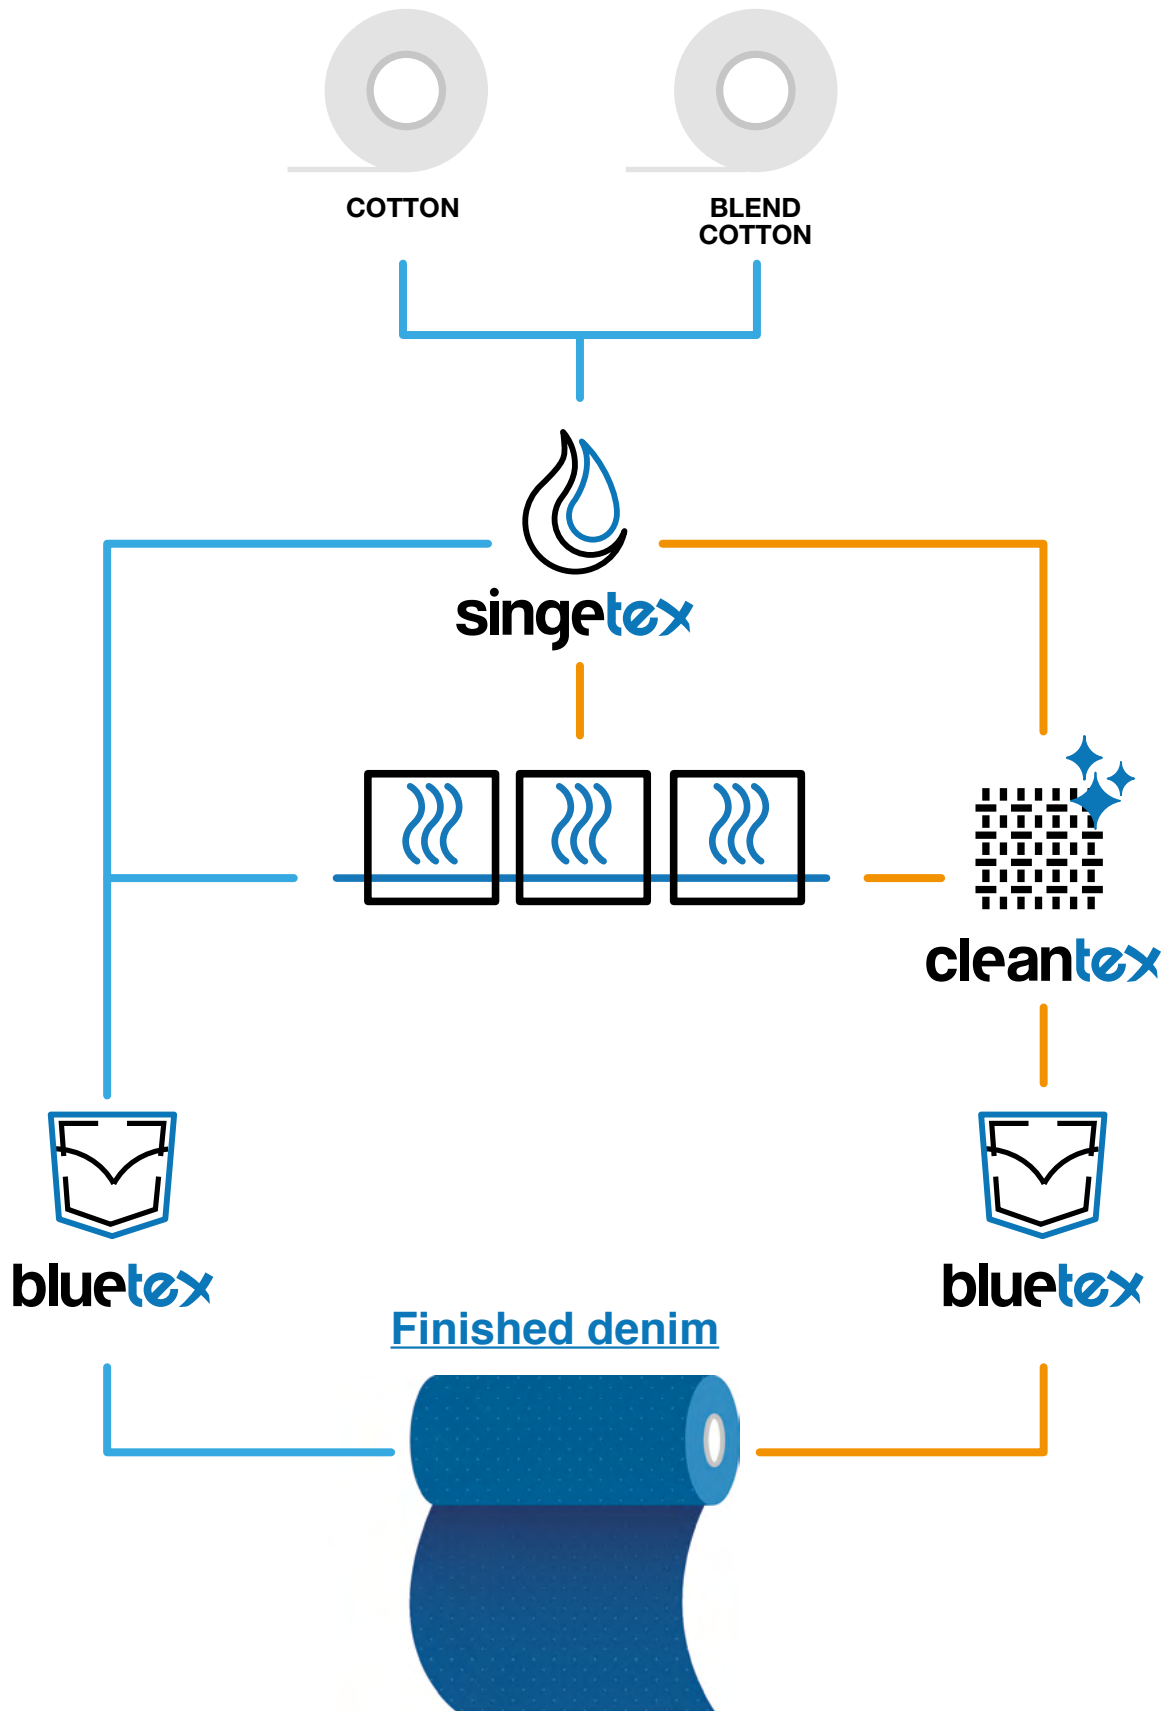 COTTON
BLEND
COTTON
singetex
cleantex
bluetex
bluetex
Finished denim